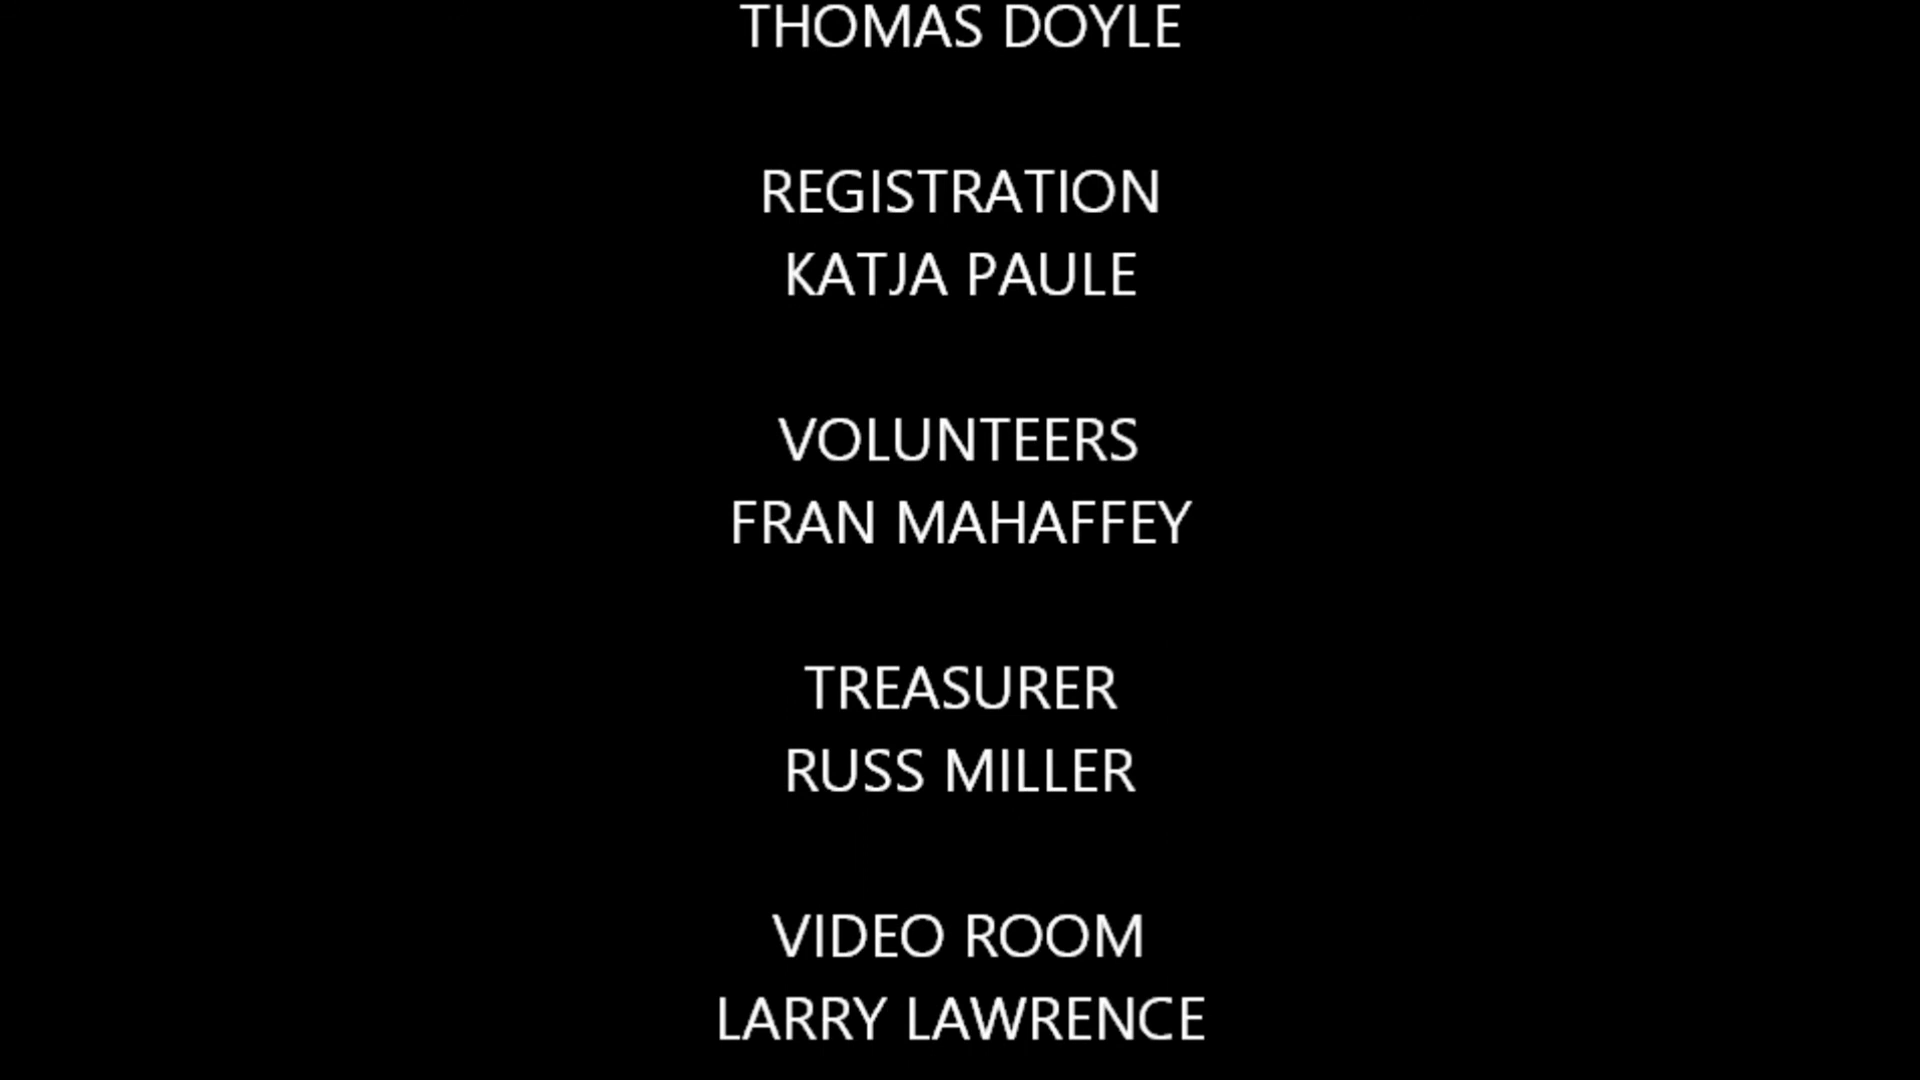 THOMAS DOYLE
REGISTRATION
KATJA PAULE
VOLUNTEERS
FRAN MAHAFFEY
TREASURER
RUSS MILLER
VIDEO ROOM
LARRY LAWRENCE